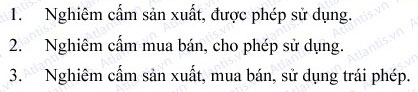 1. Nghiêm cấm sản xuất, được phép sử dụng.
2. Nghiêm cấm mua bán, cho phép sử dụng.
3. Nghiêm cấm sản xuất, mua bán, sử dụng trái phép.